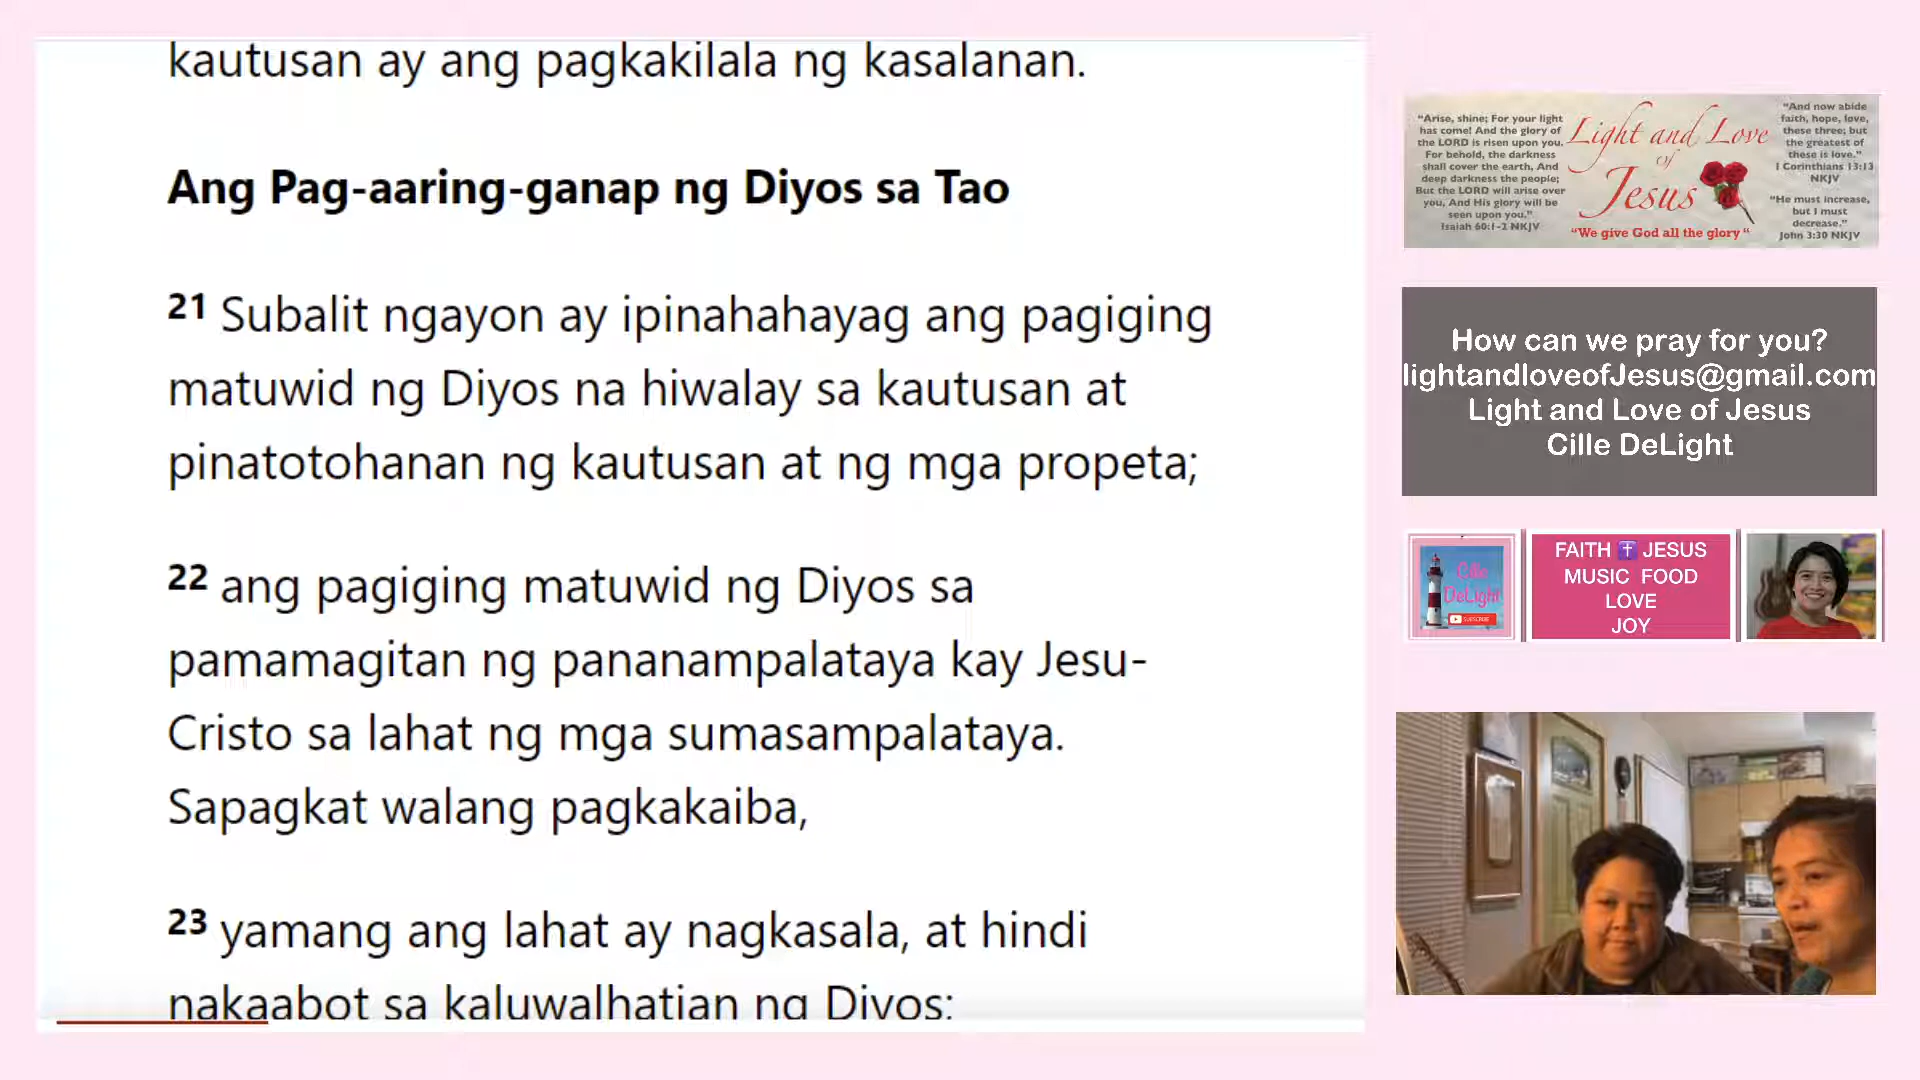 kautusan ay ang pagkakilala ng kasalanan.
Ang Pag-aaring-ganap ng Diyos sa Tao
21 Subalit ngayon ay ipinahahayag ang pagiging
matuwid ng Diyos na hiwalay sa kautusan at
pinatotohanan ng kautusan at ng mga propeta;
22 ang pagiging matuwid ng Diyos sa
pamamagitan ng pananampalataya kay Jesu-
Cristo sa lahat ng mga sumasampalataya.
Sapagkat walang pagkakaiba,
23 yamang ang lahat ay nagkasala, at hindi
nakaabot sa kaluwalhatian ng Diyos;
“Arise, shine; For your light
has come! And the glory of
the LORD is risen upon you.
For behold, the darkness
shall cover the earth, And
deep darkness the people;
But the LORD will arise over
you, And His glory will be
seen upon you.”
Isaiah 60:1-2 NKJV
Light and Love
of
Jesus
“We give God all the glory“
“And now abide
faith, hope, love,
these three; but
the greatest of
these is love.”
1 Corinthians 13:13
NKJV
“He must increase,
but I must
decrease.”
John 3:30 NKJV
How can we pray for you?
lightandloveofJesus@gmail.com
Light and Love of Jesus
Cille DeLight
Cille
DeLight
SUBSCRIBE
FAITH ✝️ JESUS
MUSIC FOOD
LOVE
JOY